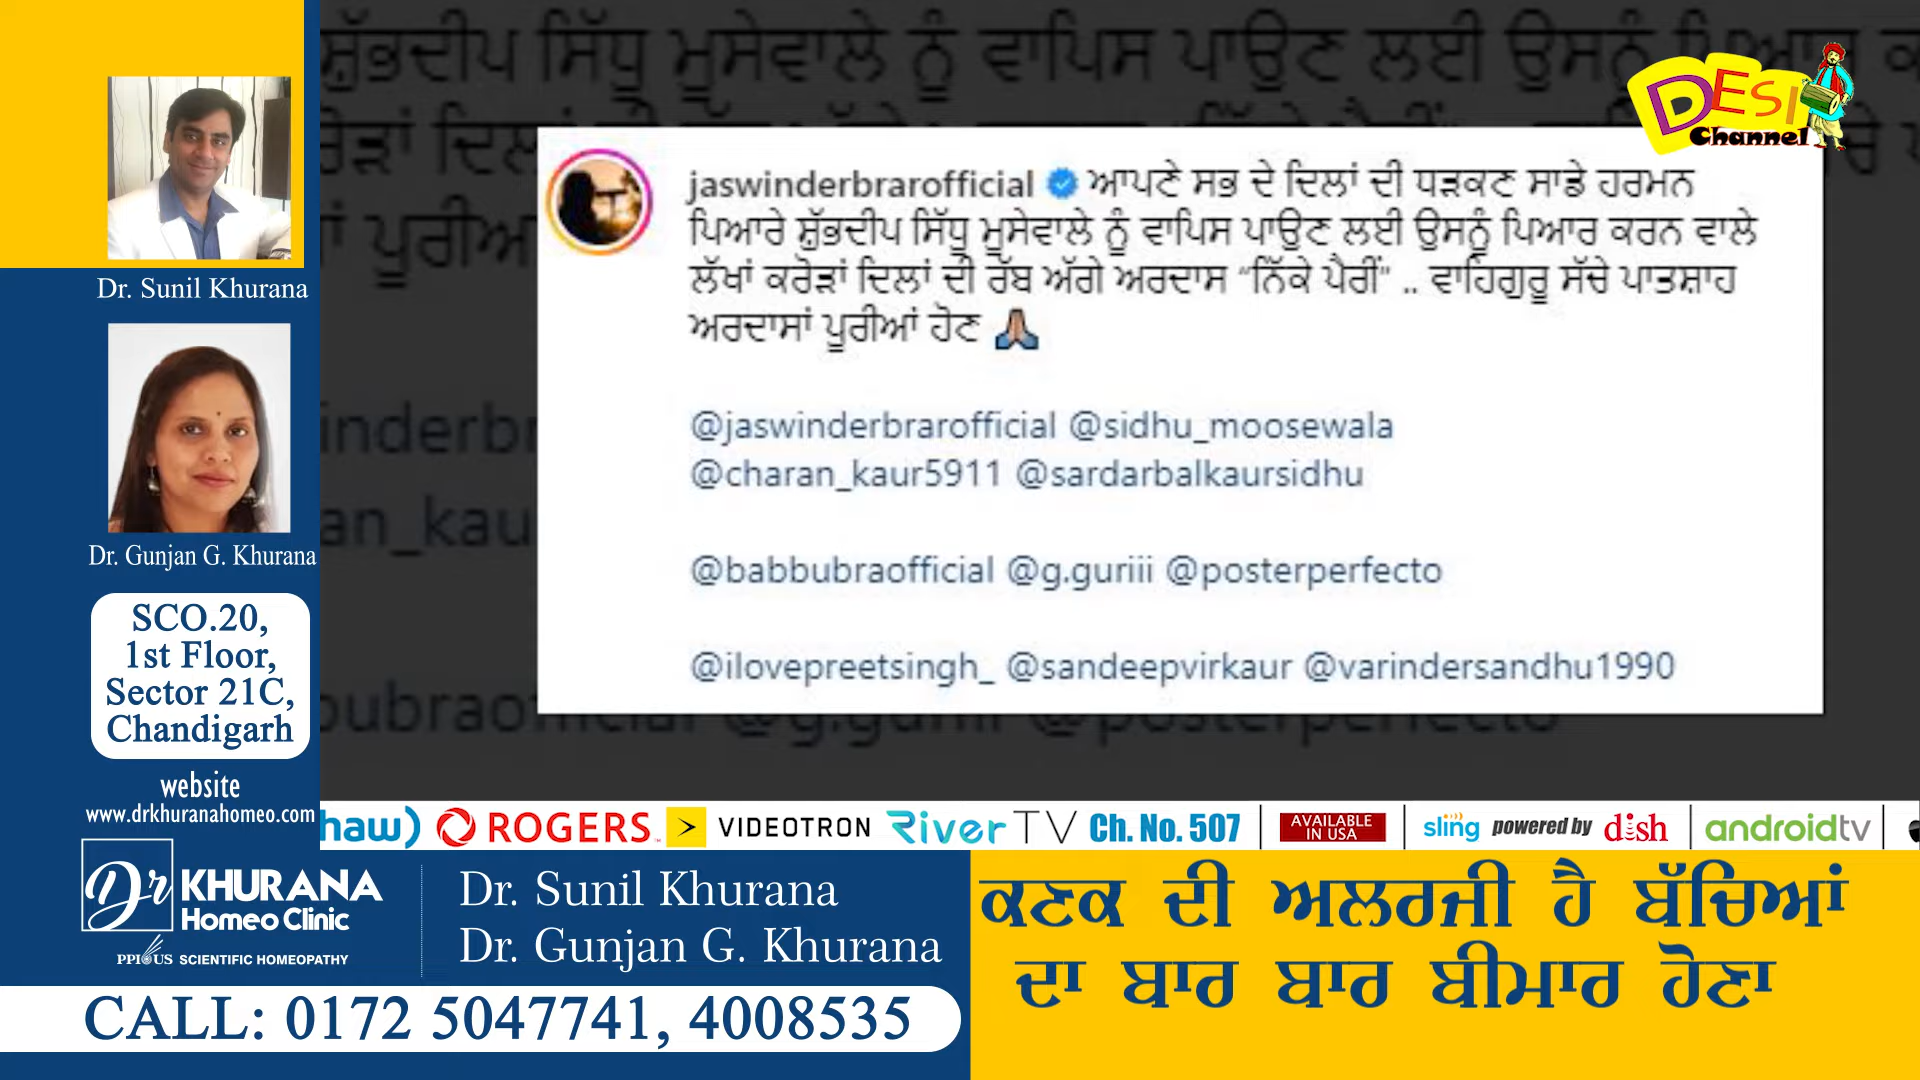 DESI
Channel
Dr. Sunil Khurana
Dr. Gunjan G. Khurana
SCO.20,
1st Floor,
Sector 21C,
Chandigarh
website
www.drkhuranahomeo.com
jaswinderbrarofficial ਆਪਣੇ ਸਭ ਦੇ ਦਿਲਾਂ ਦੀ ਧੜਕਣ ਸਾਡੇ ਹਰਮਨ
ਪਿਆਰੇ ਸ਼ੁੱਭਦੀਪ ਸਿੱਧੂ ਮੂਸੇਵਾਲੇ ਨੂੰ ਵਾਪਿਸ ਪਾਉਣ ਲਈ ਉਸਨੂੰ ਪਿਆਰ ਕਰਨ ਵਾਲੇ
ਲੱਖਾਂ ਕਰੋੜਾਂ ਦਿਲਾਂ ਦੀ ਰੱਬ ਅੱਗੇ ਅਰਦਾਸ “ਨਿੱਕੇ ਪੈਰੀਂ” .. ਵਾਹਿਗੁਰੂ ਸੱਚੇ ਪਾਤਸ਼ਾਹ
ਅਰਦਾਸਾਂ ਪੂਰੀਆਂ ਹੋਣ 🙏
@jaswinderbrarofficial @sidhu_moosewala
@charan_kaur5911 @sardarbalkaursidhu
@babbubraofficial @g.guriii @posterperfecto
@ilovepreetsingh_ @sandeepvirkaur @varindersandhu1990
haw) ROGERS VIDEOTRON River TV Ch. No. 507 AVAILABLE IN USA sling powered by dish androidtv
Dr KHURANA
Homeo Clinic
PPIOUS SCIENTIFIC HOMEOPATHY
Dr. Sunil Khurana
Dr. Gunjan G. Khurana
CALL: 0172 5047741, 4008535
ਕਣਕ ਦੀ ਅਲਰਜੀ ਹੈ ਬੱਚਿਆਂ
ਦਾ ਬਾਰ ਬਾਰ ਬੀਮਾਰ ਹੋਣਾ